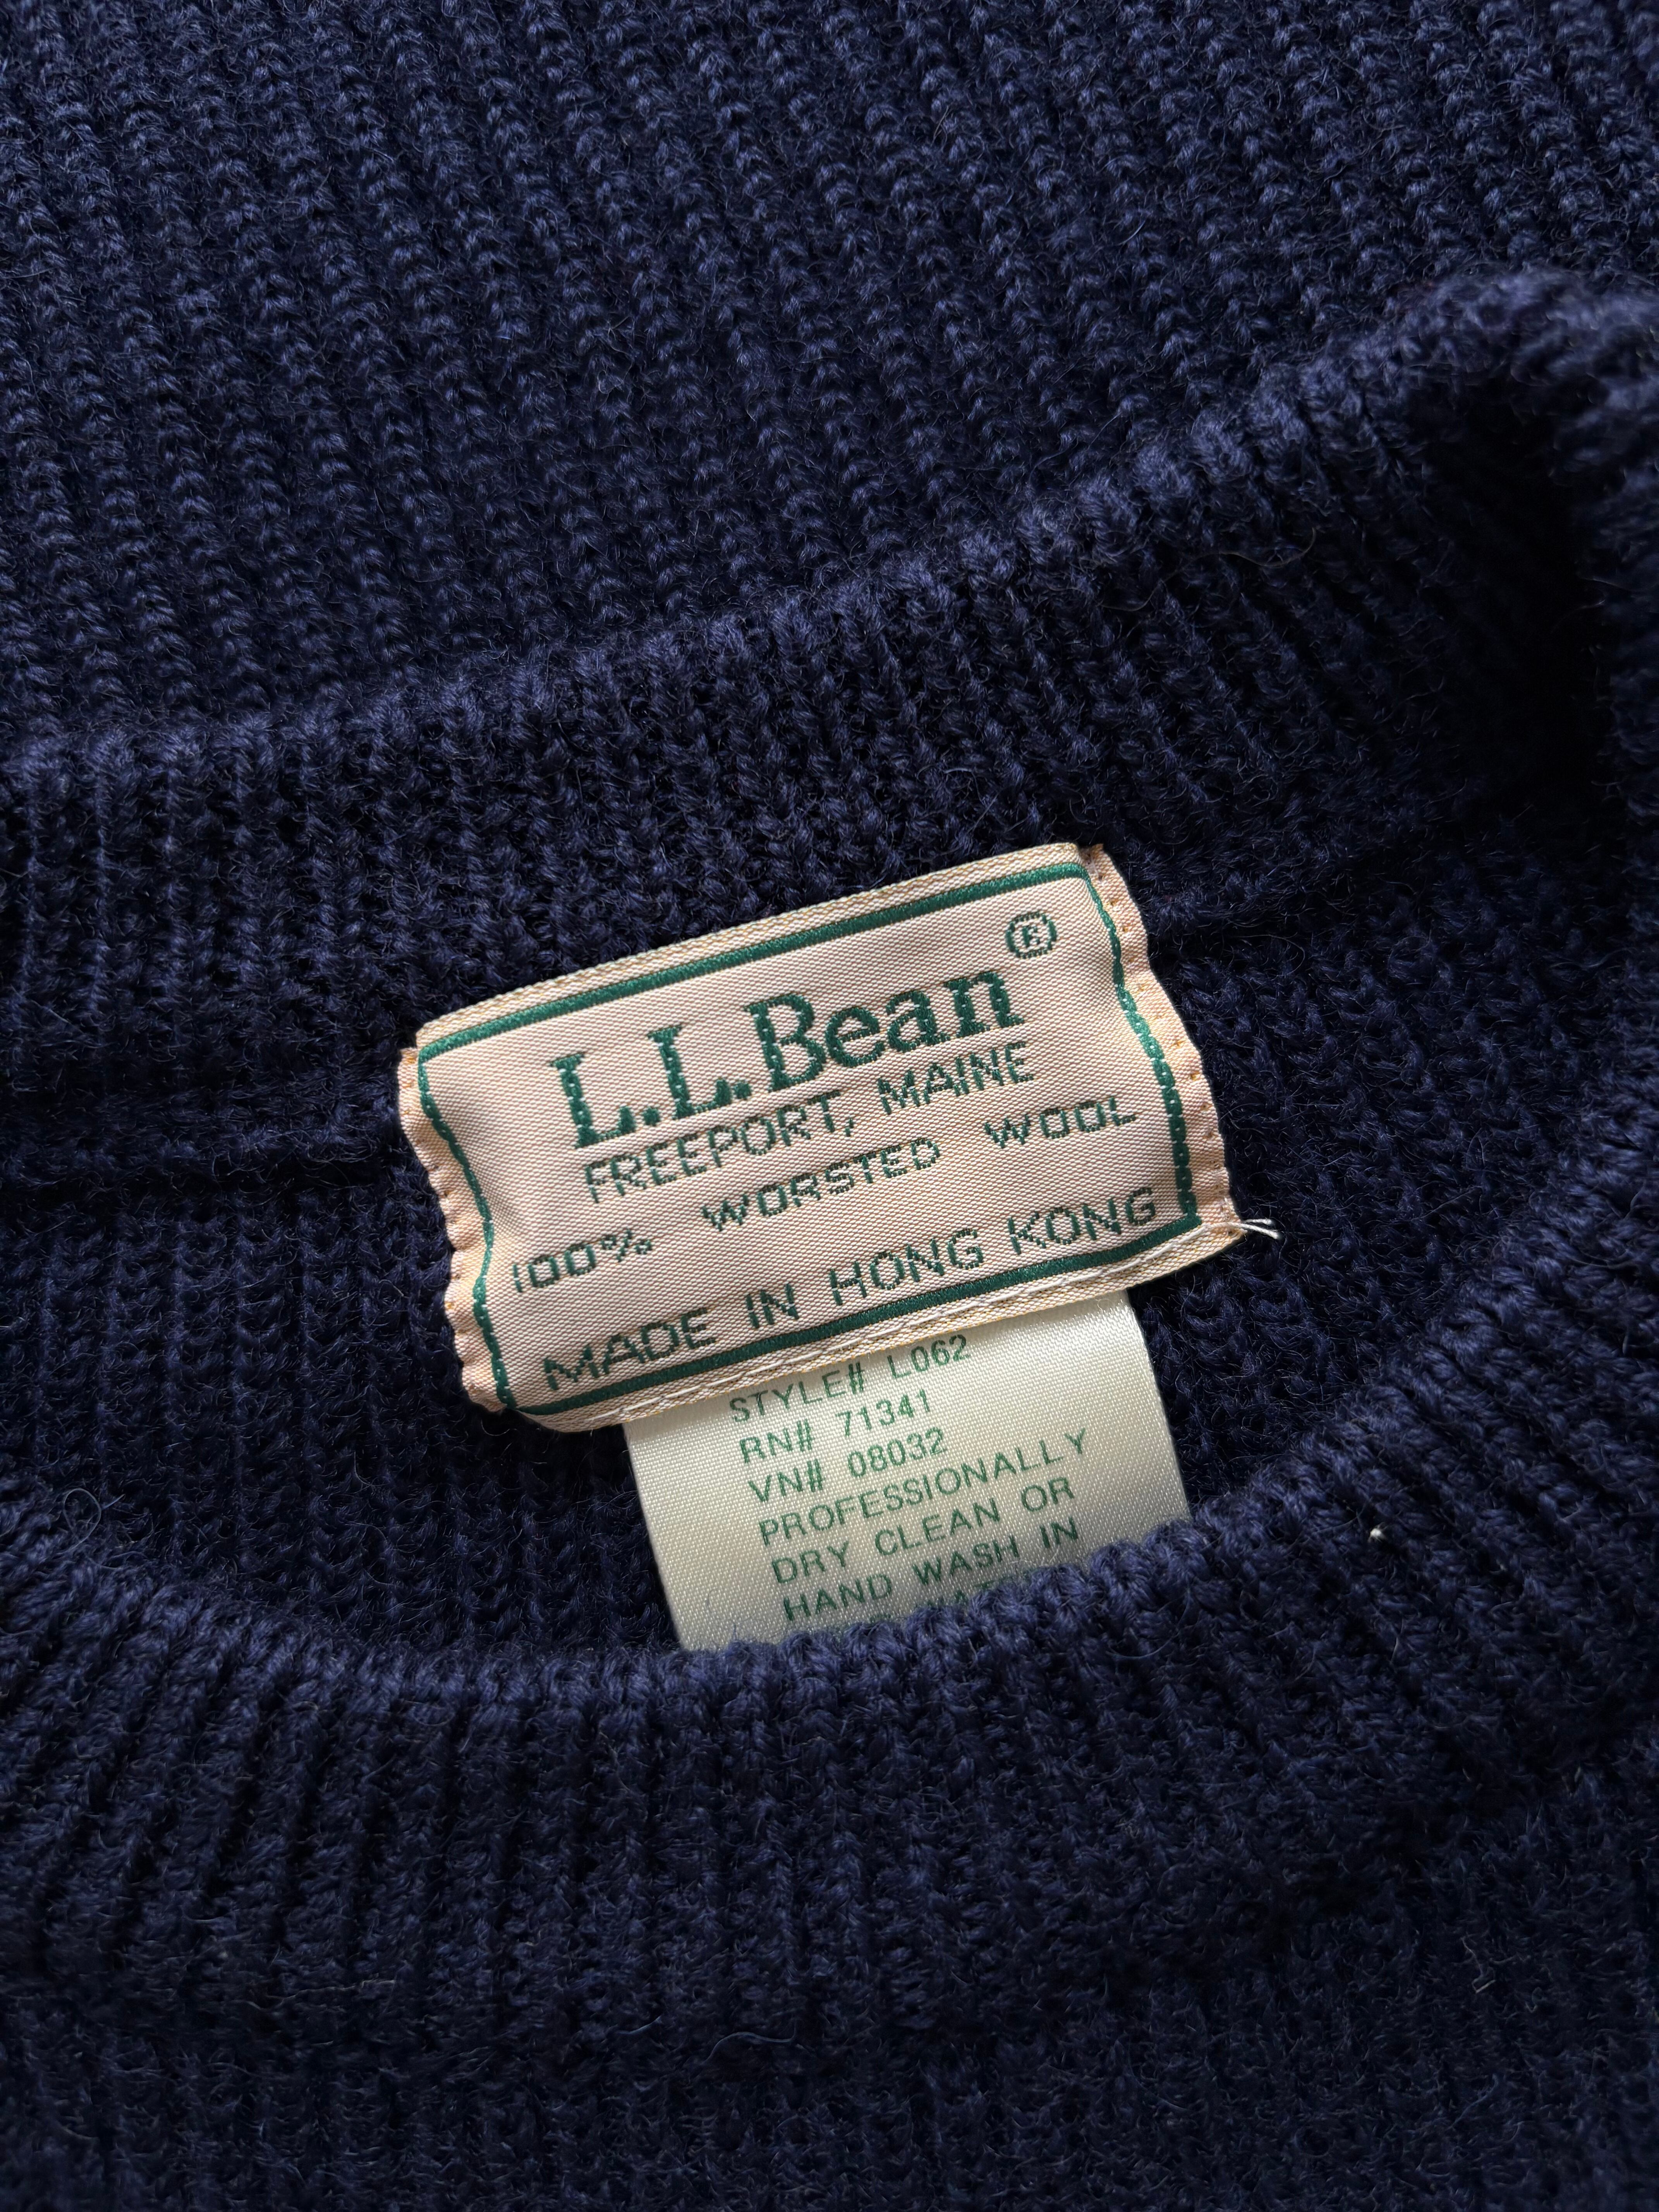 L.L.Bean®
FREEPORT, MAINE
100% WORSTED WOOL
MADE IN HONG KONG
STYLE# L062
RN# 71341
VN# 08032
PROFESSIONALLY
DRY CLEAN OR
HAND WASH IN